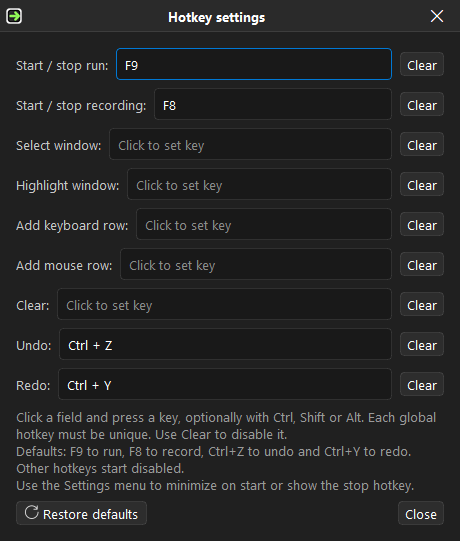 Hotkey settings
Start / stop run: F9 Clear
Start / stop recording: F8 Clear
Select window: Click to set key Clear
Highlight window: Click to set key Clear
Add keyboard row: Click to set key Clear
Add mouse row: Click to set key Clear
Clear: Click to set key Clear
Undo: Ctrl + Z Clear
Redo: Ctrl + Y Clear
Click a field and press a key, optionally with Ctrl, Shift or Alt. Each global
hotkey must be unique. Use Clear to disable it.
Defaults: F9 to run, F8 to record, Ctrl+Z to undo and Ctrl+Y to redo.
Other hotkeys start disabled.
Use the Settings menu to minimize on start or show the stop hotkey.
Restore defaults Close